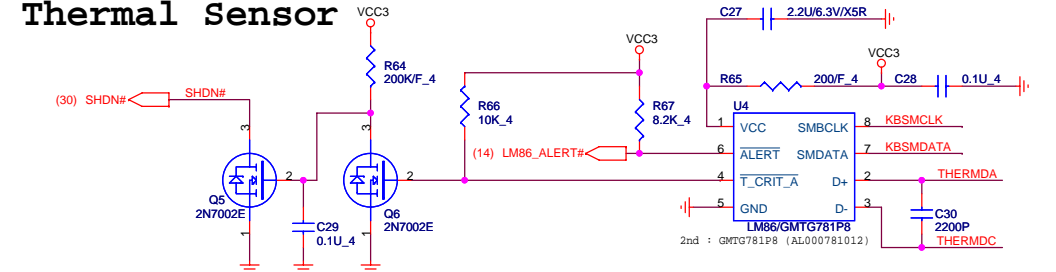 Thermal Sensor
VCC3
C27 2.2U/6.3V/X5R
VCC3
VCC3
R64
200K/F_4
R65 200/F_4 C28 0.1U_4
(30) SHDN# SHDN#
R66
10K_4
R67
8.2K_4
U4
3
3
1 VCC SMBCLK 8 KBSMCLK
(14) LM86_ALERT# 6 ALERT SMDATA 7 KBSMDATA
2
2
4 T_CRIT_A D+ 2 THERMDA
Q5
2N7002E
Q6
2N7002E
5 GND D- 3
C29
0.1U_4
C30
2200P
1
1
LM86/GMTG781P8
2nd : GMTG781P8 (AL000781012)
THERMDC